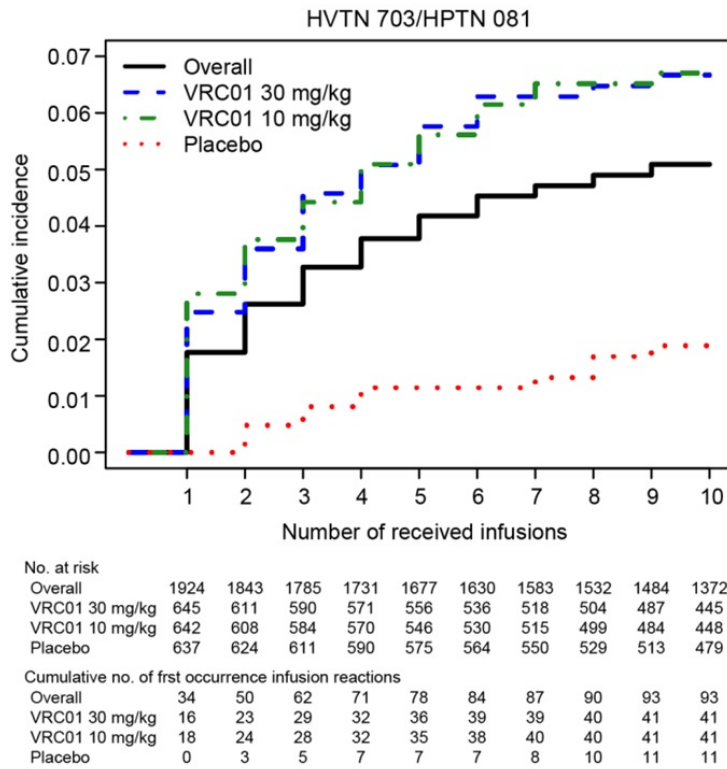 HVTN 703/HPTN 081
0.07
0.06
0.05
0.04
0.03
0.02
0.01
0.00
Cumulative incidence
Overall
VRC01 30 mg/kg
VRC01 10 mg/kg
Placebo
1 2 3 4 5 6 7 8 9 10
Number of received infusions
No. at risk
Overall 1924 1843 1785 1731 1677 1630 1583 1532 1484 1372
VRC01 30 mg/kg 645 611 590 571 556 536 518 504 487 445
VRC01 10 mg/kg 642 608 584 570 546 530 515 499 484 448
Placebo 637 624 611 590 575 564 550 529 513 479
Cumulative no. of frst occurrence infusion reactions
Overall 34 50 62 71 78 84 87 90 93 93
VRC01 30 mg/kg 16 23 29 32 36 39 39 40 41 41
VRC01 10 mg/kg 18 24 28 32 35 38 40 40 41 41
Placebo 0 3 5 7 7 7 8 10 11 11